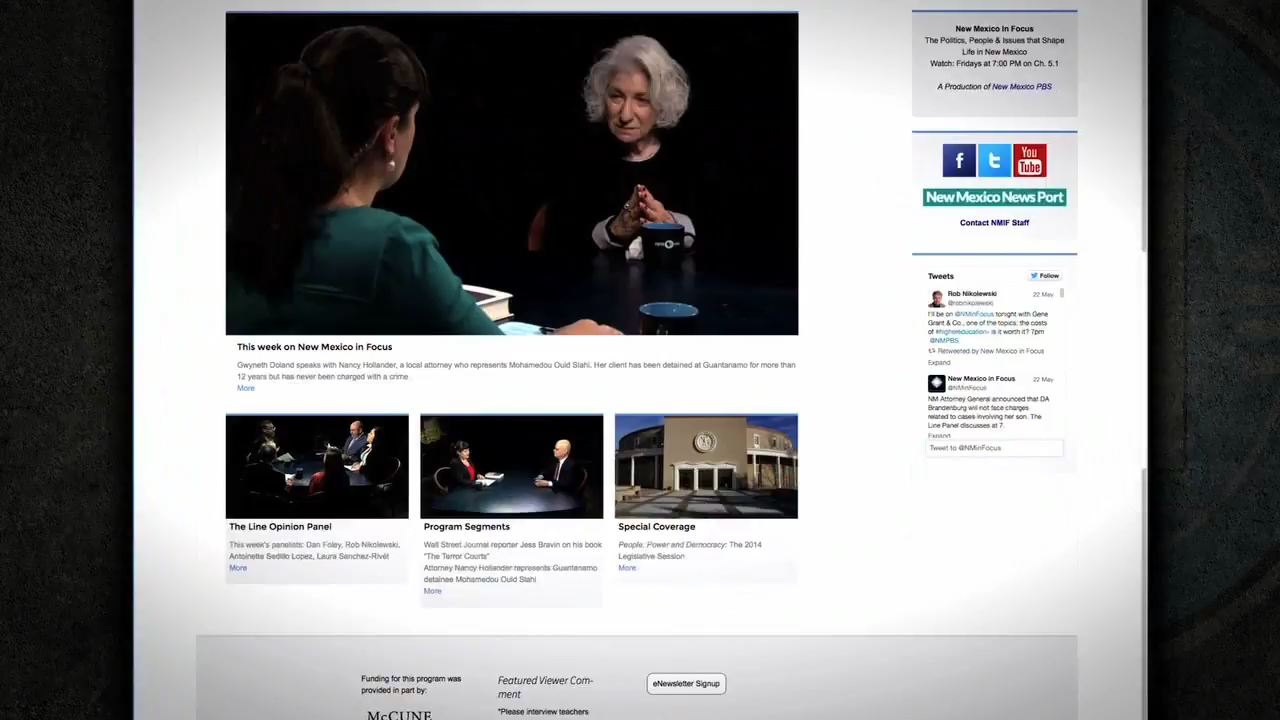 This week on New Mexico in Focus
Gwyneth Doland speaks with Nancy Hollander, a local attorney who represents Mohamedou Ould Slahi. Her client has been detained at Guantanamo for more than
12 years but has never been charged with a crime
More
The Line Opinion Panel
This week's panelists: Dan Foley, Rob Nikolewski,
Antoinette Sedillo Lopez, Laura Sanchez-Rivét
More
Program Segments
Wall Street Journal reporter Jess Bravin on his book
"The Terror Courts"
Attorney Nancy Hollander represents Guantanamo
detainee Mohamedou Ould Slahi
More
Special Coverage
People, Power and Democracy: The 2014
Legislative Session
More
New Mexico In Focus
The Politics, People & Issues that Shape
Life in New Mexico
Watch: Fridays at 7:00 PM on Ch. 5.1
A Production of New Mexico PBS
f
t
You
Tube
New Mexico News Port
Contact NMIF Staff
Tweets
Follow
Rob Nikolewski
22 May
@robnikolewski
I'll be on @NMinFocus tonight with Gene
Grant & Co., one of the topics: the costs
of #highereducation- is it worth it? 7pm
@NMPBS
Retweeted by New Mexico in Focus
Expand
New Mexico in Focus
22 May
@NMinFocus
NM Attorney General announced that DA
Brandenburg will not face charges
related to cases involving her son. The
Line Panel discusses at 7.
Expand
Tweet to @NMinFocus
Funding for this program was
provided in part by:
McCUNE
Featured Viewer Com-
ment
"Please interview teachers
eNewsletter Signup